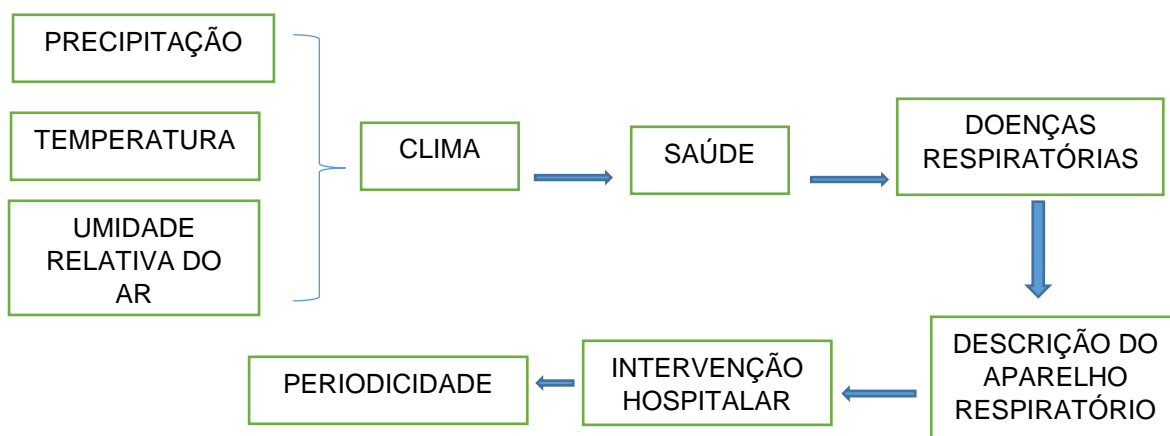 PRECIPITAÇÃO
TEMPERATURA
UMIDADE
RELATIVA DO
AR
CLIMA
SAÚDE
DOENÇAS
RESPIRATÓRIAS
DESCRIÇÃO DO
APARELHO
RESPIRATÓRIO
INTERVENÇÃO
HOSPITALAR
PERIODICIDADE